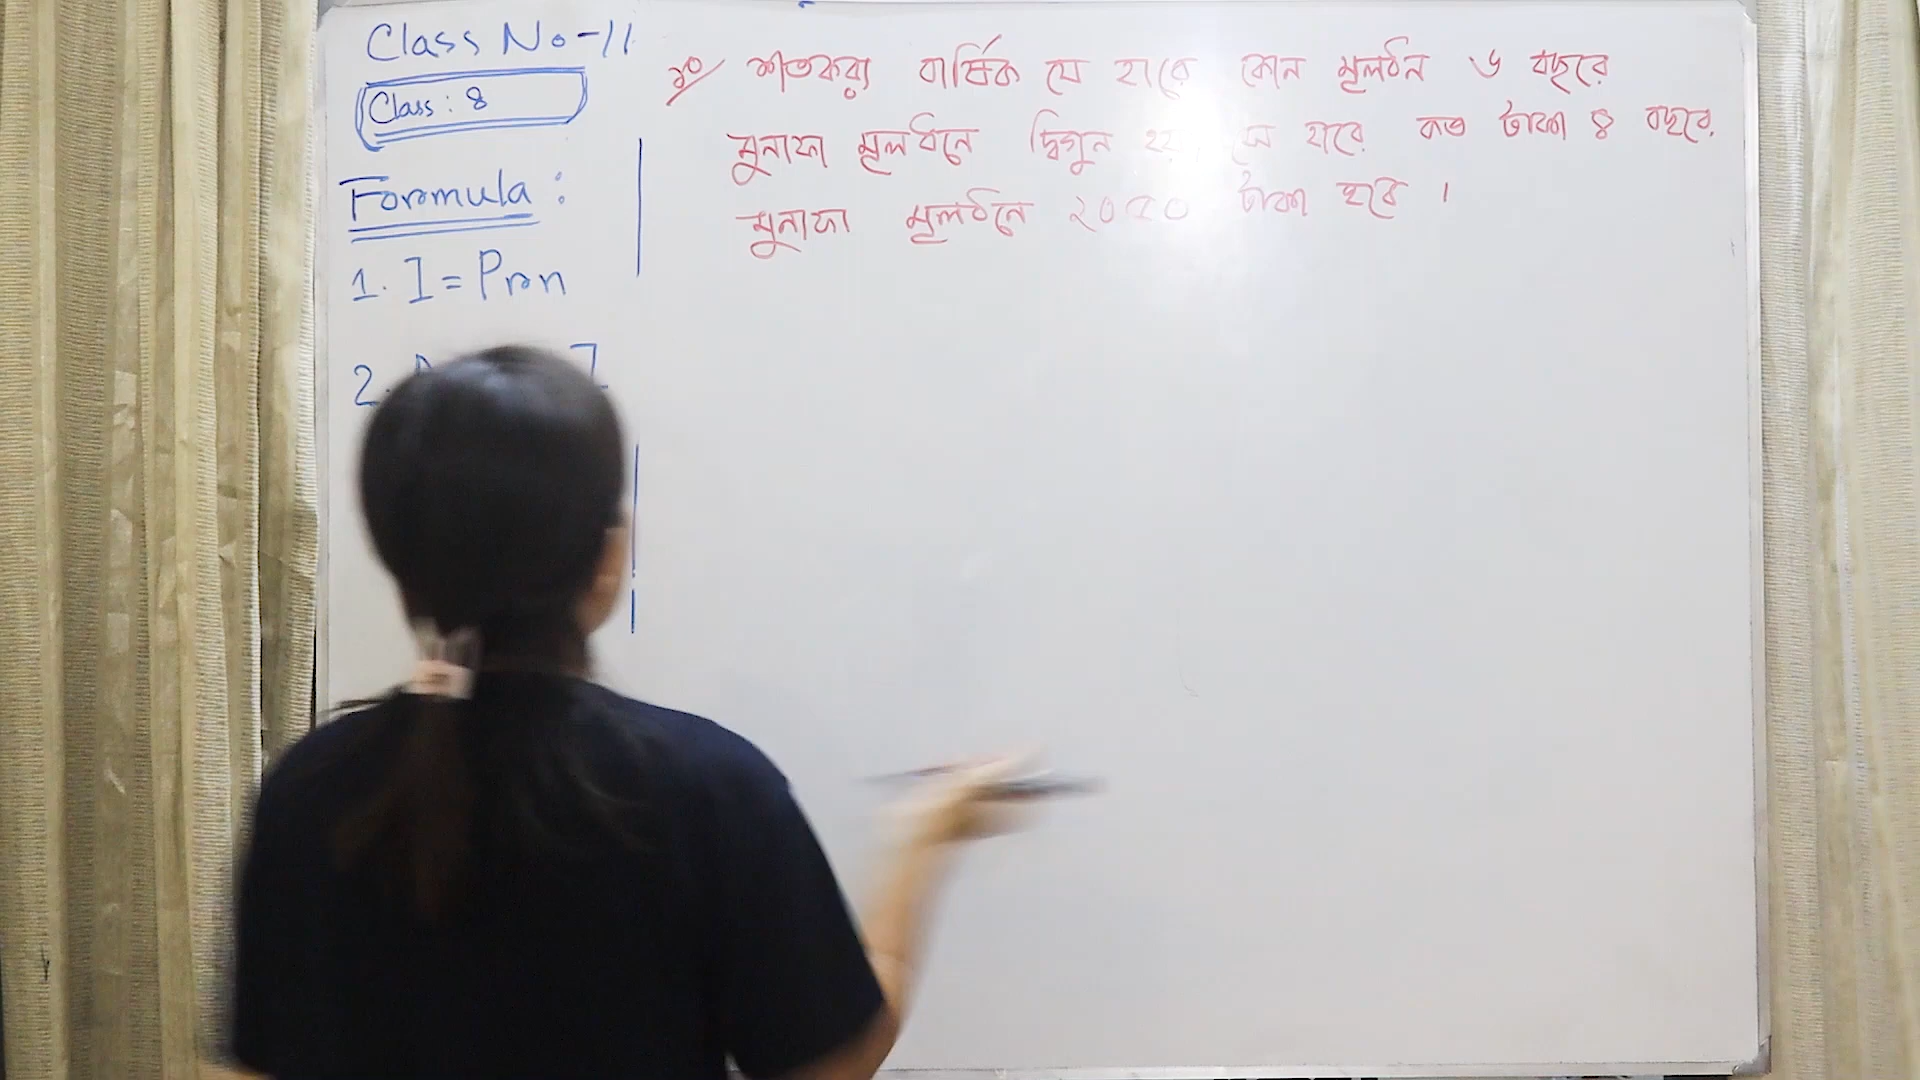 Class No-11
Class: 8
Formula:
1. I = Prn
2. I
১০/ শতকরা বার্ষিক যে হারে কোন মূলধন ৬ বছরে
মুনাফা মূলধনে দ্বিগুন হয়, সে হারে কত টাকা ৪ বছরে
মুনাফা মূলধনে ২০৫০ টাকা হবে ।